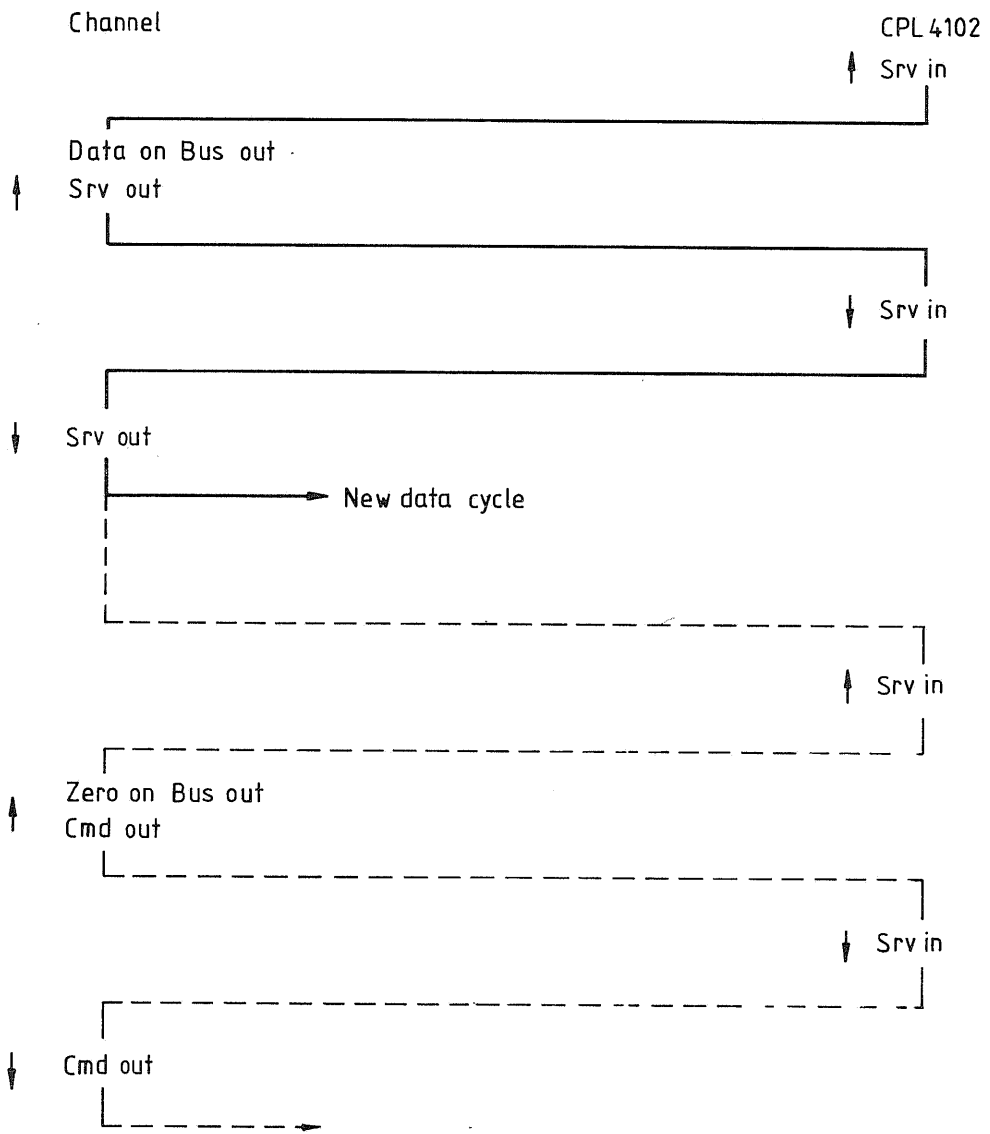 Channel
CPL 4102
Srv in
Data on Bus out
Srv out
Srv in
Srv out
New data cycle
Srv in
Zero on Bus out
Cmd out
Srv in
Cmd out